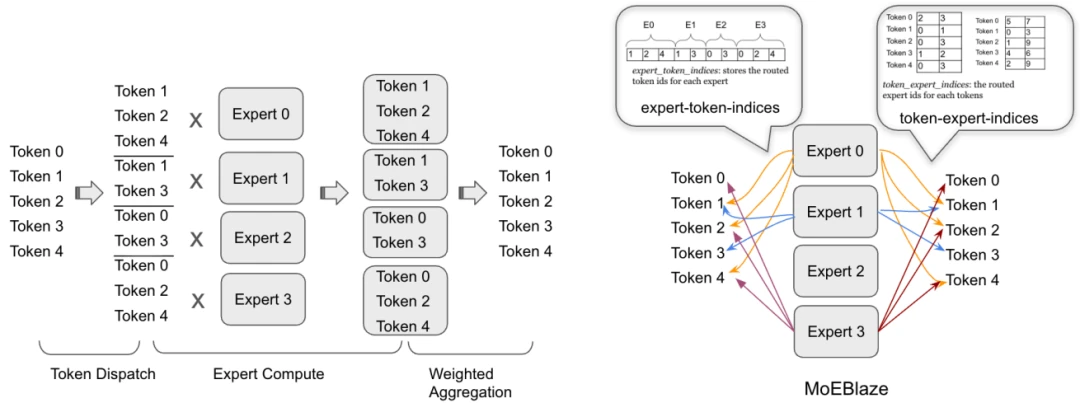 Token 0
Token 1
Token 2
Token 3
Token 4
Token 1
Token 2
Token 4
Token 1
Token 3
Token 0
Token 3
Token 0
Token 2
Token 4
X
X
X
X
Expert 0
Expert 1
Expert 2
Expert 3
Token 1
Token 2
Token 4
Token 1
Token 3
Token 0
Token 3
Token 0
Token 2
Token 4
Token 0
Token 1
Token 2
Token 3
Token 4
Token Dispatch
Expert Compute
Weighted
Aggregation
E0 E1 E2 E3
1 2 4 1 3 0 3 0 2 4
expert_token_indices: stores the routed
token ids for each expert
expert-token-indices
Token 0 2 3
Token 1 0 1
Token 2 0 3
Token 3 1 2
Token 4 0 3
Token 0 5 7
Token 1 0 3
Token 2 1 9
Token 3 4 6
Token 4 2 9
token_expert_indices: the routed
expert ids for each tokens
token-expert-indices
Token 0
Token 1
Token 2
Token 3
Token 4
Expert 0
Expert 1
Expert 2
Expert 3
Token 0
Token 1
Token 2
Token 3
Token 4
MoEBlaze